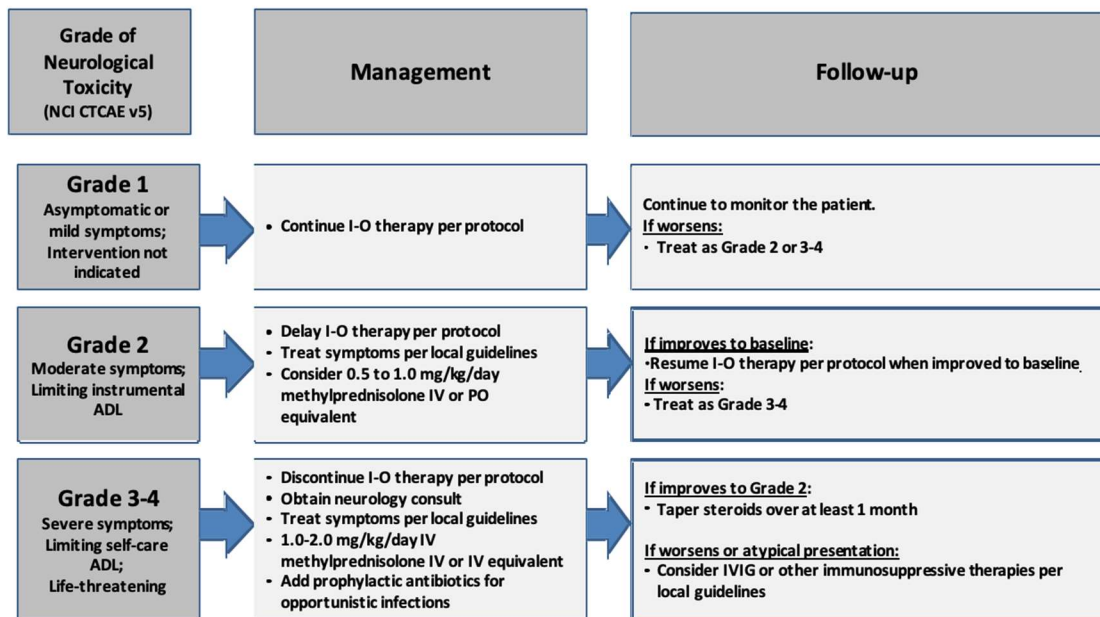 Grade of
Neurological
Toxicity
(NCI CTCAE v5)
Management
Follow-up
Grade 1
Asymptomatic or
mild symptoms;
Intervention not
indicated
• Continue I-O therapy per protocol
Continue to monitor the patient.
If worsens:
• Treat as Grade 2 or 3-4
Grade 2
Moderate symptoms;
Limiting instrumental
ADL
• Delay I-O therapy per protocol
• Treat symptoms per local guidelines
• Consider 0.5 to 1.0 mg/kg/day
methylprednisolone IV or PO
equivalent
If improves to baseline:
•Resume I-O therapy per protocol when improved to baseline.
If worsens:
• Treat as Grade 3-4
Grade 3-4
Severe symptoms;
Limiting self-care
ADL;
Life-threatening
• Discontinue I-O therapy per protocol
• Obtain neurology consult
• Treat symptoms per local guidelines
• 1.0-2.0 mg/kg/day IV
methylprednisolone IV or IV equivalent
• Add prophylactic antibiotics for
opportunistic infections
If improves to Grade 2:
• Taper steroids over at least 1 month
If worsens or atypical presentation:
• Consider IVIG or other immunosuppressive therapies per
local guidelines